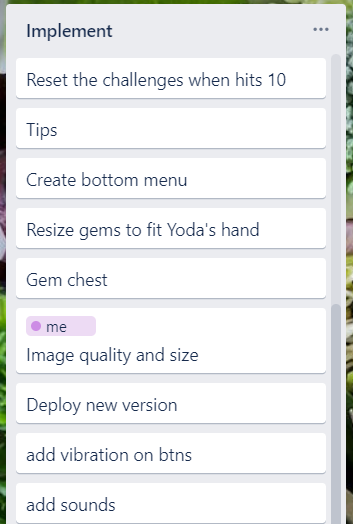 Implement
Reset the challenges when hits 10
Tips
Create bottom menu
Resize gems to fit Yoda's hand
Gem chest
me
Image quality and size
Deploy new version
add vibration on btns
add sounds